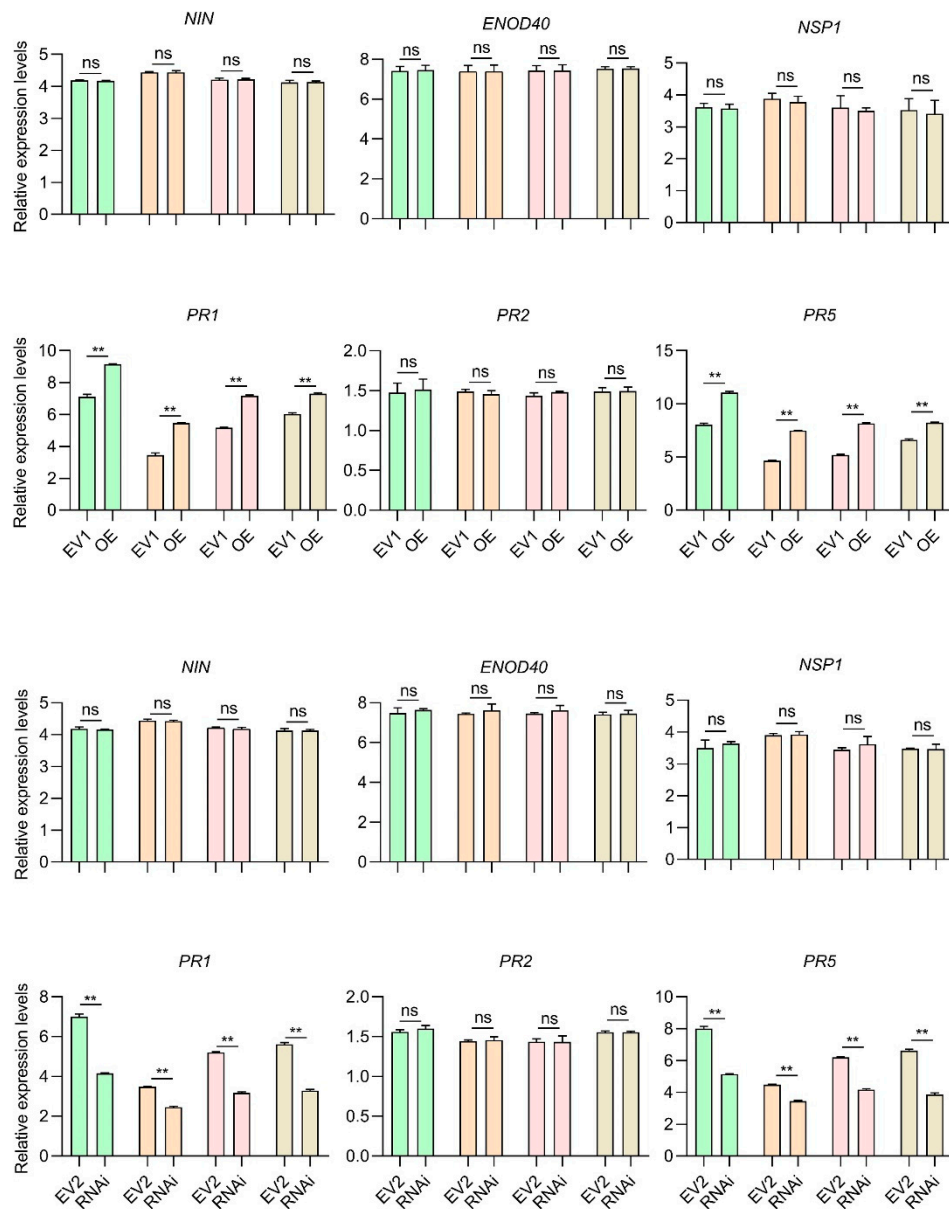 NIN ENOD40 NSP1
Relative expression levels
5 4 3 2 1 0
ns ns ns ns
8 6 4 2 0
ns ns ns ns
5 4 3 2 1 0
ns ns ns ns
PR1 PR2 PR5
Relative expression levels
10 8 6 4 2 0
** ** ** **
EV1 OE EV1 OE EV1 OE EV1 OE
2.0 1.5 1.0 0.5 0.0
ns ns ns ns
EV1 OE EV1 OE EV1 OE EV1 OE
15 10 5 0
** ** ** **
EV1 OE EV1 OE EV1 OE EV1 OE
NIN ENOD40 NSP1
Relative expression levels
5 4 3 2 1 0
ns ns ns ns
8 6 4 2 0
ns ns ns ns
5 4 3 2 1 0
ns ns ns ns
PR1 PR2 PR5
Relative expression levels
8 6 4 2 0
** ** ** **
EV2 RNAi EV2 RNAi EV2 RNAi EV2 RNAi
2.0 1.5 1.0 0.5 0.0
ns ns ns ns
EV2 RNAi EV2 RNAi EV2 RNAi EV2 RNAi
10 8 6 4 2 0
** ** ** **
EV2 RNAi EV2 RNAi EV2 RNAi EV2 RNAi